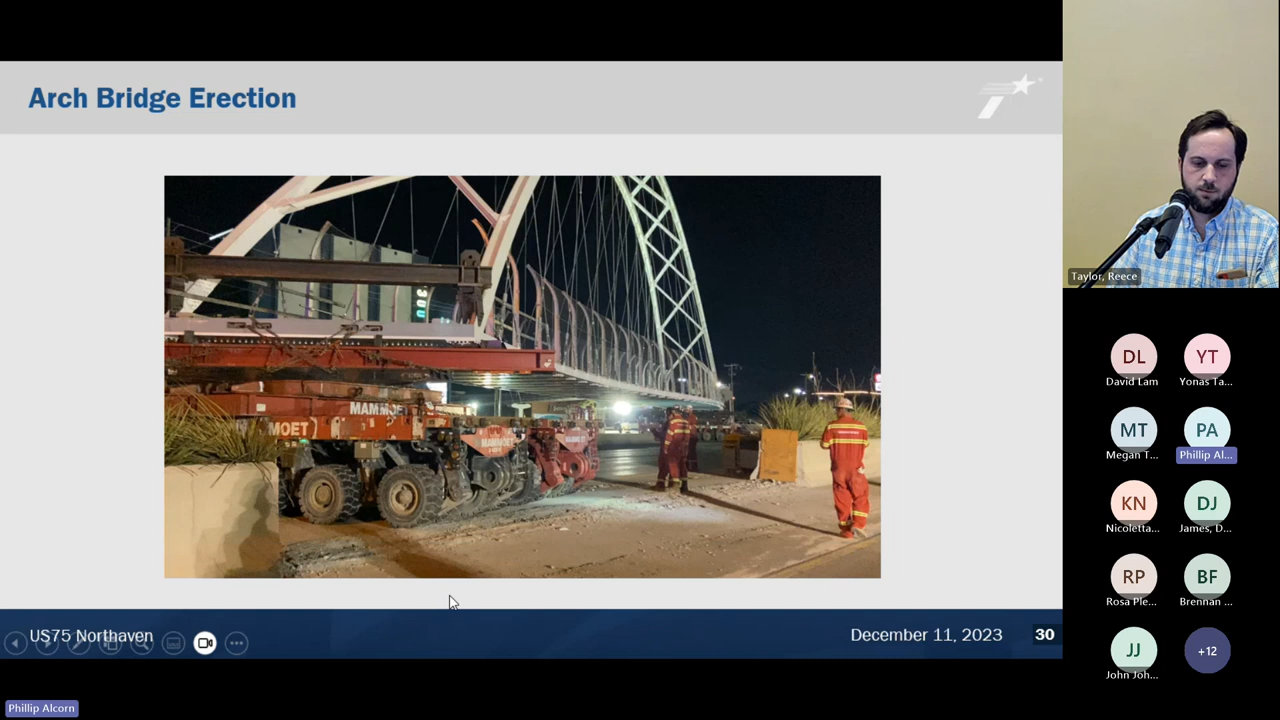 Arch Bridge Erection
MAMMOET
MOET
MAMMOET
US75 Northaven
December 11, 2023
30
Phillip Alcorn
Taylor, Reece
DL
David Lam
YT
Yonas Ta...
MT
Megan T...
PA
Phillip Al...
KN
Nicoletta...
DJ
James, D...
RP
Rosa Ple...
BF
Brennan ...
JJ
John Joh...
+12